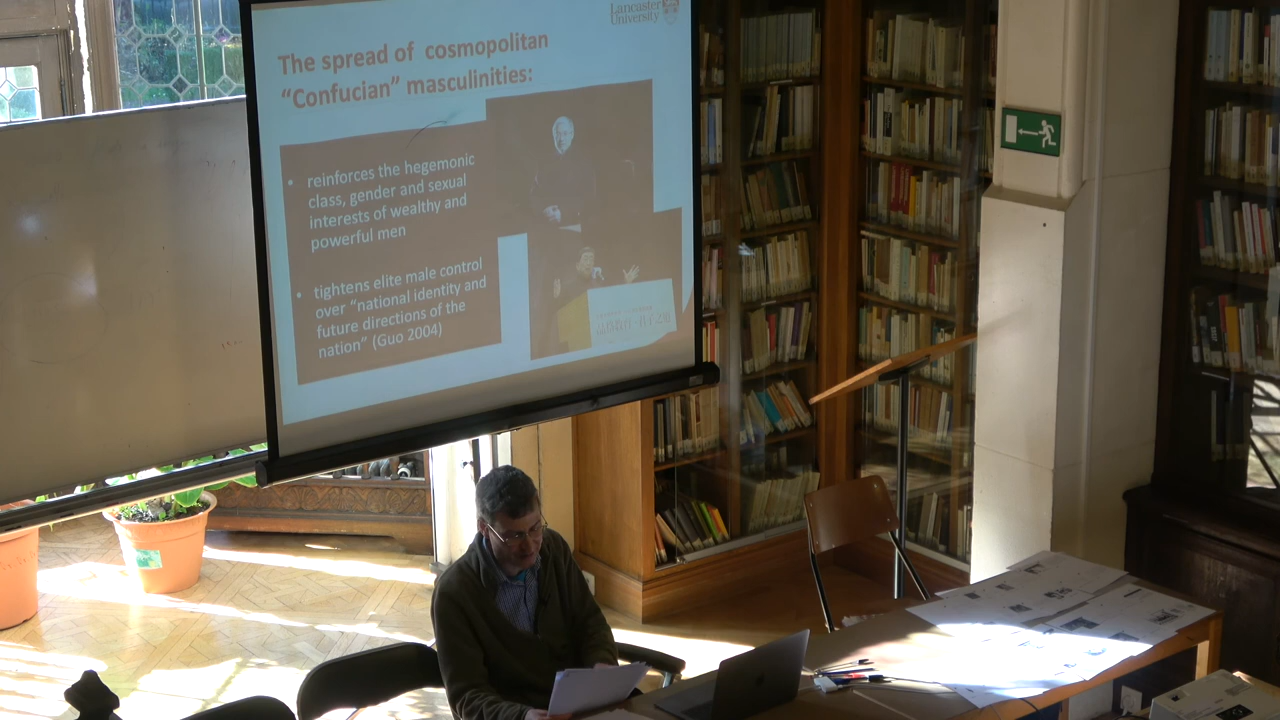 Lancaster
University
The spread of cosmopolitan
“Confucian” masculinities:
• reinforces the hegemonic
class, gender and sexual
interests of wealthy and
powerful men
• tightens elite male control
over “national identity and
future directions of the
nation” (Guo 2004)